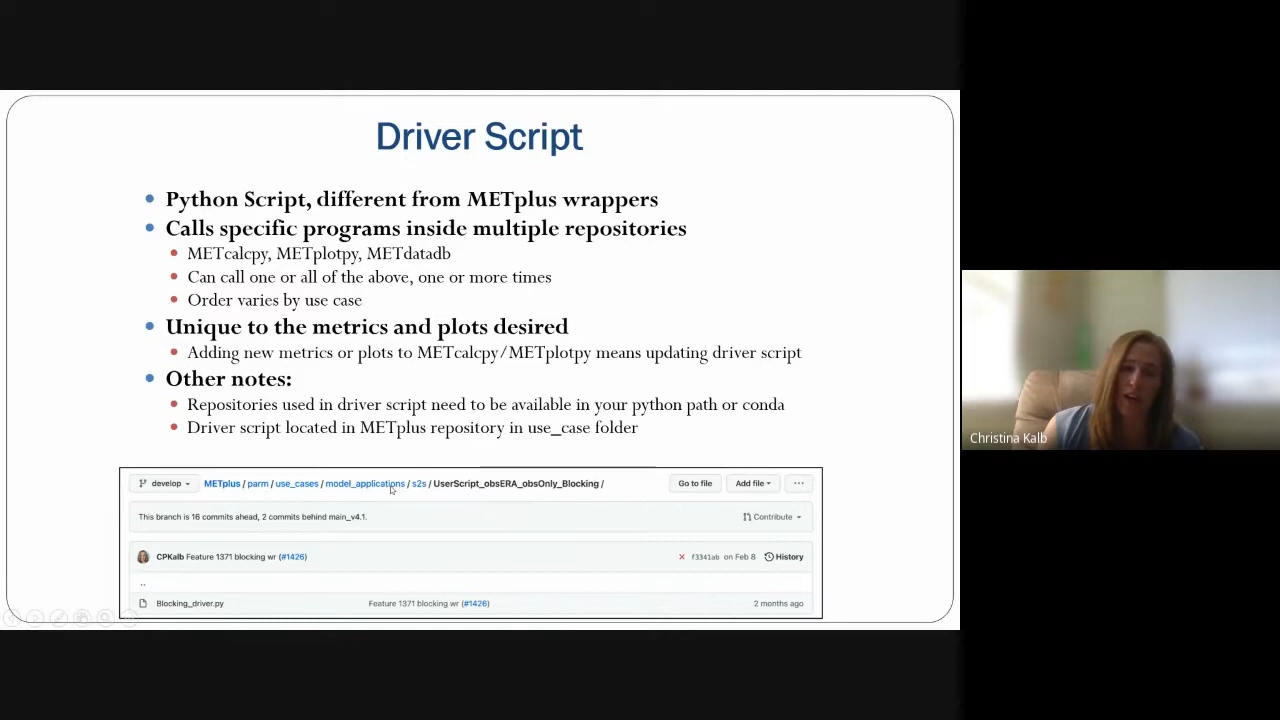 Driver Script
Python Script, different from METplus wrappers
Calls specific programs inside multiple repositories
METcalcpy, METplotpy, METdatadb
Can call one or all of the above, one or more times
Order varies by use case
Unique to the metrics and plots desired
Adding new metrics or plots to METcalcpy/METplotpy means updating driver script
Other notes:
Repositories used in driver script need to be available in your python path or conda
Driver script located in METplus repository in use_case folder
develop METplus / parm / use_cases / model_applications / s2s / UserScript_obsERA_obsOnly_Blocking / Go to file Add file ...
This branch is 16 commits ahead, 2 commits behind main_v4.1. Contribute
CPKalb Feature 1371 blocking wr (#1426) f3341ab on Feb 8 History
..
Blocking_driver.py Feature 1371 blocking wr (#1426) 2 months ago
Christina Kalb